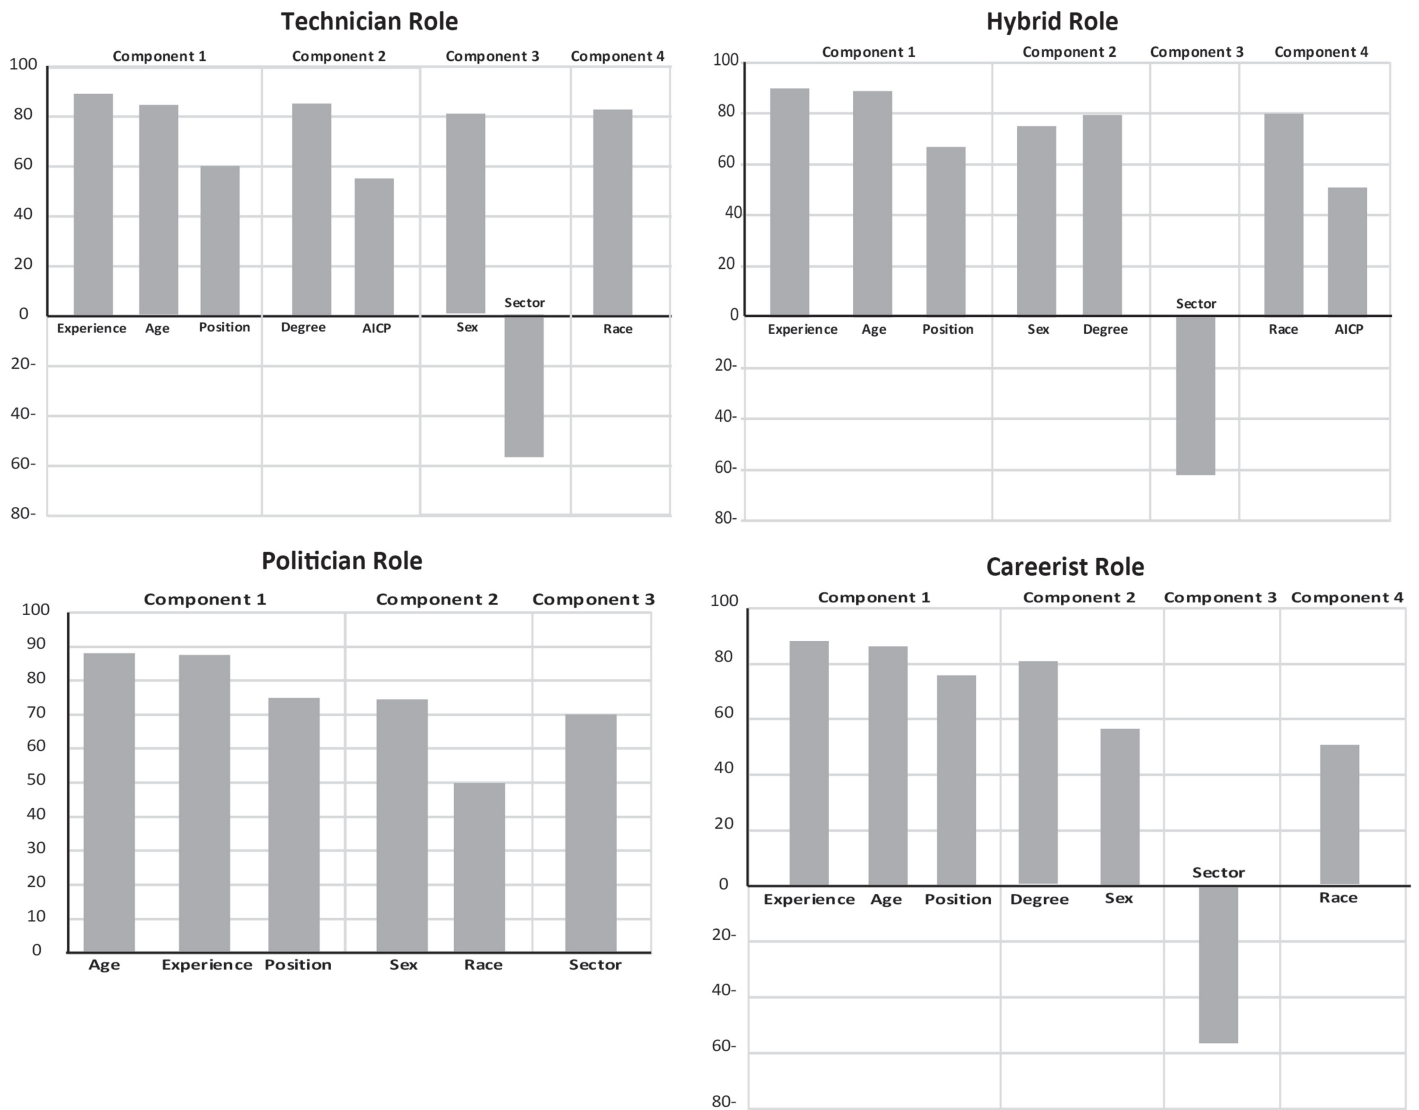 Technician Role
Component 1 Component 2 Component 3 Component 4
100
80
60
40
20
0
Sector
Experience Age Position Degree AICP Sex Race
20-
40-
60-
80-
Hybrid Role
Component 1 Component 2 Component 3 Component 4
100
80
60
40
20
0
Sector
Experience Age Position Sex Degree Race AICP
20-
40-
60-
80-
Politician Role
Component 1 Component 2 Component 3
100
90
80
70
60
50
40
30
20
10
0
Age Experience Position Sex Race Sector
Careerist Role
Component 1 Component 2 Component 3 Component 4
100
80
60
40
20
0
Sector
Experience Age Position Degree Sex Race
20-
40-
60-
80-